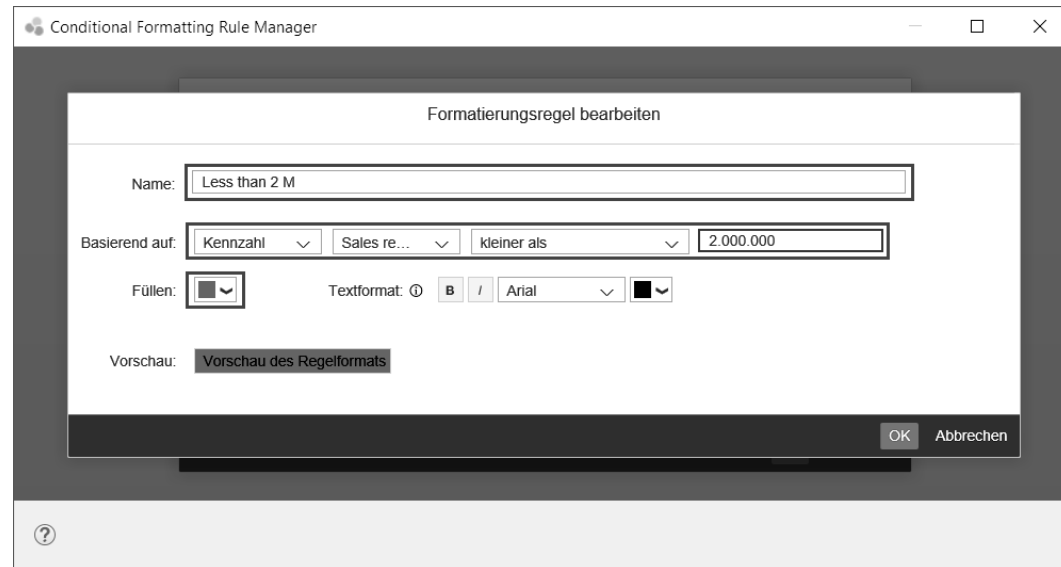 Conditional Formatting Rule Manager
Formatierungsregel bearbeiten
Name: Less than 2 M
Basierend auf: Kennzahl Sales re... kleiner als 2.000.000
Füllen: Textformat: B I Arial
Vorschau: Vorschau des Regelformats
OK Abbrechen
?